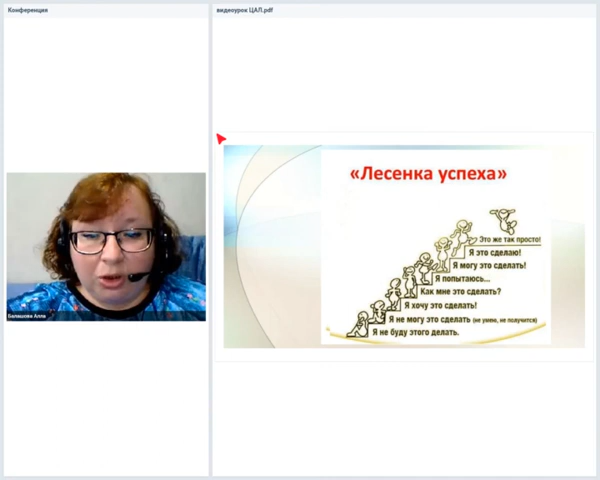 Конференция
видеоурок ЦАП.pdf
«Лесенка успеха»
Это же так просто!
Я это сделаю!
Я могу это сделать!
Я попытаюсь...
Как мне это сделать?
Я хочу это сделать!
Я не могу это сделать (не умею, не получится)
Я не буду этого делать.
Балашова Алла